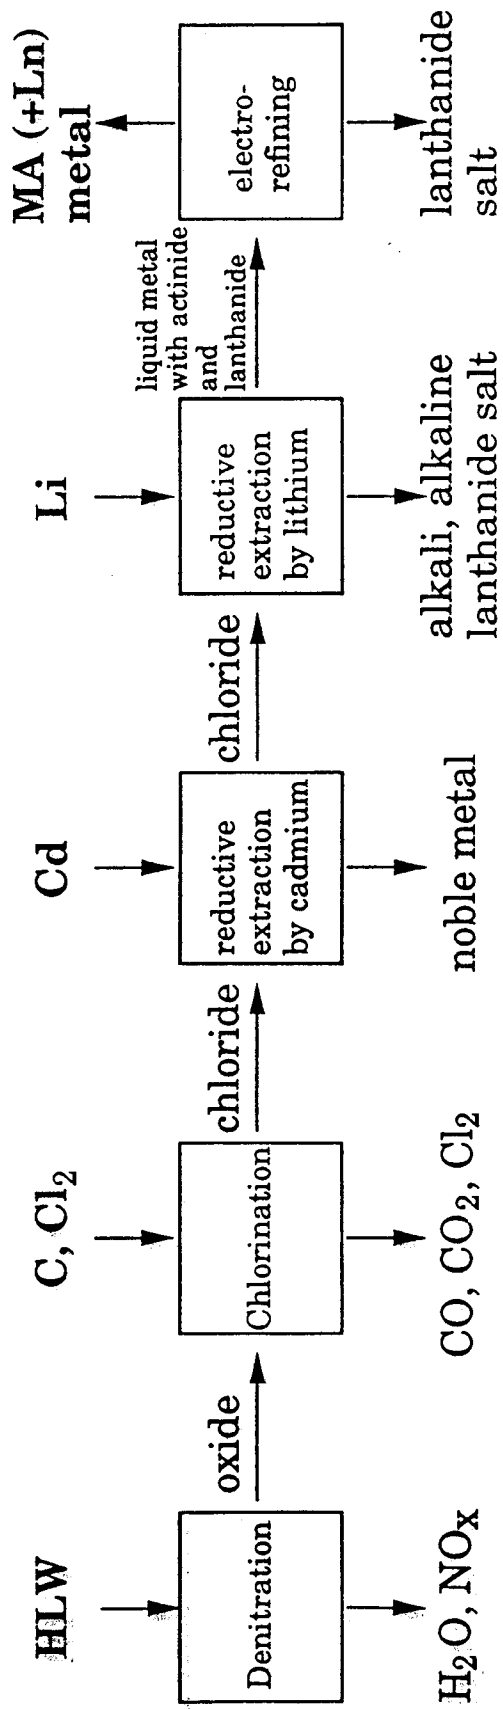 HLW
Denitration
H₂O, NOₓ
oxide
C, Cl₂
Chlorination
CO, CO₂, Cl₂
chloride
Cd
reductive
extraction
by cadmium
noble metal
chloride
Li
reductive
extraction
by lithium
alkali, alkaline
lanthanide salt
liquid metal
with actinide
and
lanthanide
MA (+Ln)
metal
electro-
refining
lanthanide
salt